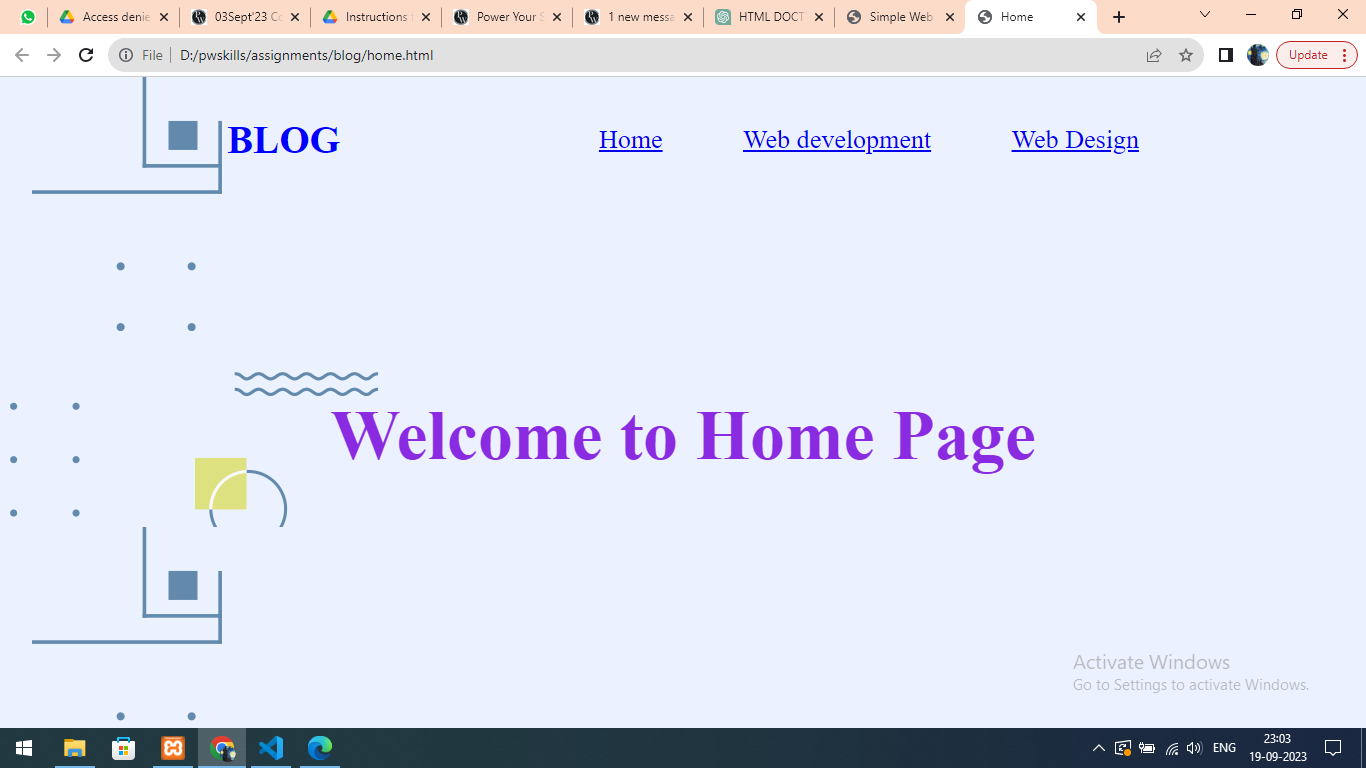 Access denie
03Sept'23 Co
Instructions
Power Your S
1 new messa
HTML DOCT
Simple Web
Home
File
D:/pwskills/assignments/blog/home.html
Update
BLOG
Home
Web development
Web Design
Welcome to Home Page
Activate Windows
Go to Settings to activate Windows.
ENG
23:03
19-09-2023